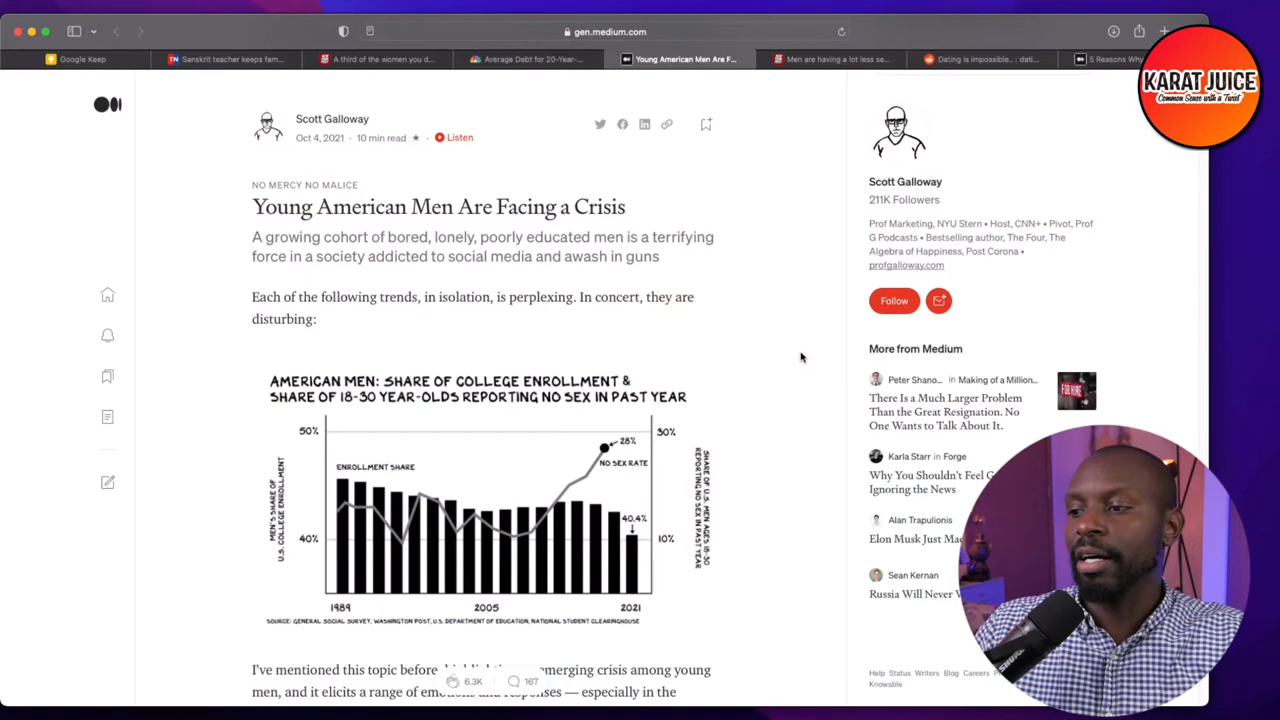 gen.medium.com
Google Keep
Sanskrit teacher keeps fam...
A third of the women you d...
Average Debt for 20-Year-...
Young American Men Are F...
Men are having a lot less se...
Dating is impossible.. : dati...
5 Reasons Why
KARAT JUICE
Common Sense with a Twist
Scott Galloway
Oct 4, 2021 · 10 min read
Listen
NO MERCY NO MALICE
Young American Men Are Facing a Crisis
A growing cohort of bored, lonely, poorly educated men is a terrifying
force in a society addicted to social media and awash in guns
Each of the following trends, in isolation, is perplexing. In concert, they are
disturbing:
AMERICAN MEN: SHARE OF COLLEGE ENROLLMENT &
SHARE OF 18-30 YEAR-OLDS REPORTING NO SEX IN PAST YEAR
50%
30%
28%
NO SEX RATE
ENROLLMENT SHARE
MEN'S SHARE OF
U.S. COLLEGE ENROLLMENT
SHARE OF U.S. MEN AGES 18-30
REPORTING NO SEX IN PAST YEAR
40.4%
40%
10%
1989
2005
2021
SOURCE: GENERAL SOCIAL SURVEY, WASHINGTON POST, U.S. DEPARTMENT OF EDUCATION, NATIONAL STUDENT CLEARINGHOUSE
I've mentioned this topic before, emerging crisis among young
6.3K
167
men, and it elicits a range of emotions and responses — especially in the
Scott Galloway
211K Followers
Prof Marketing, NYU Stern • Host, CNN+ • Pivot, Prof
G Podcasts • Bestselling author, The Four, The
Algebra of Happiness, Post Corona •
profgalloway.com
Follow
More from Medium
Peter Shano... in Making of a Million...
There Is a Much Larger Problem
Than the Great Resignation. No
One Wants to Talk About It.
FOR HIRE
Karla Starr in Forge
Why You Shouldn't Feel G
Ignoring the News
Alan Trapulionis
Elon Musk Just Ma
Sean Kernan
Russia Will Never
Help Status Writers Blog Careers
Knowable
SHURE